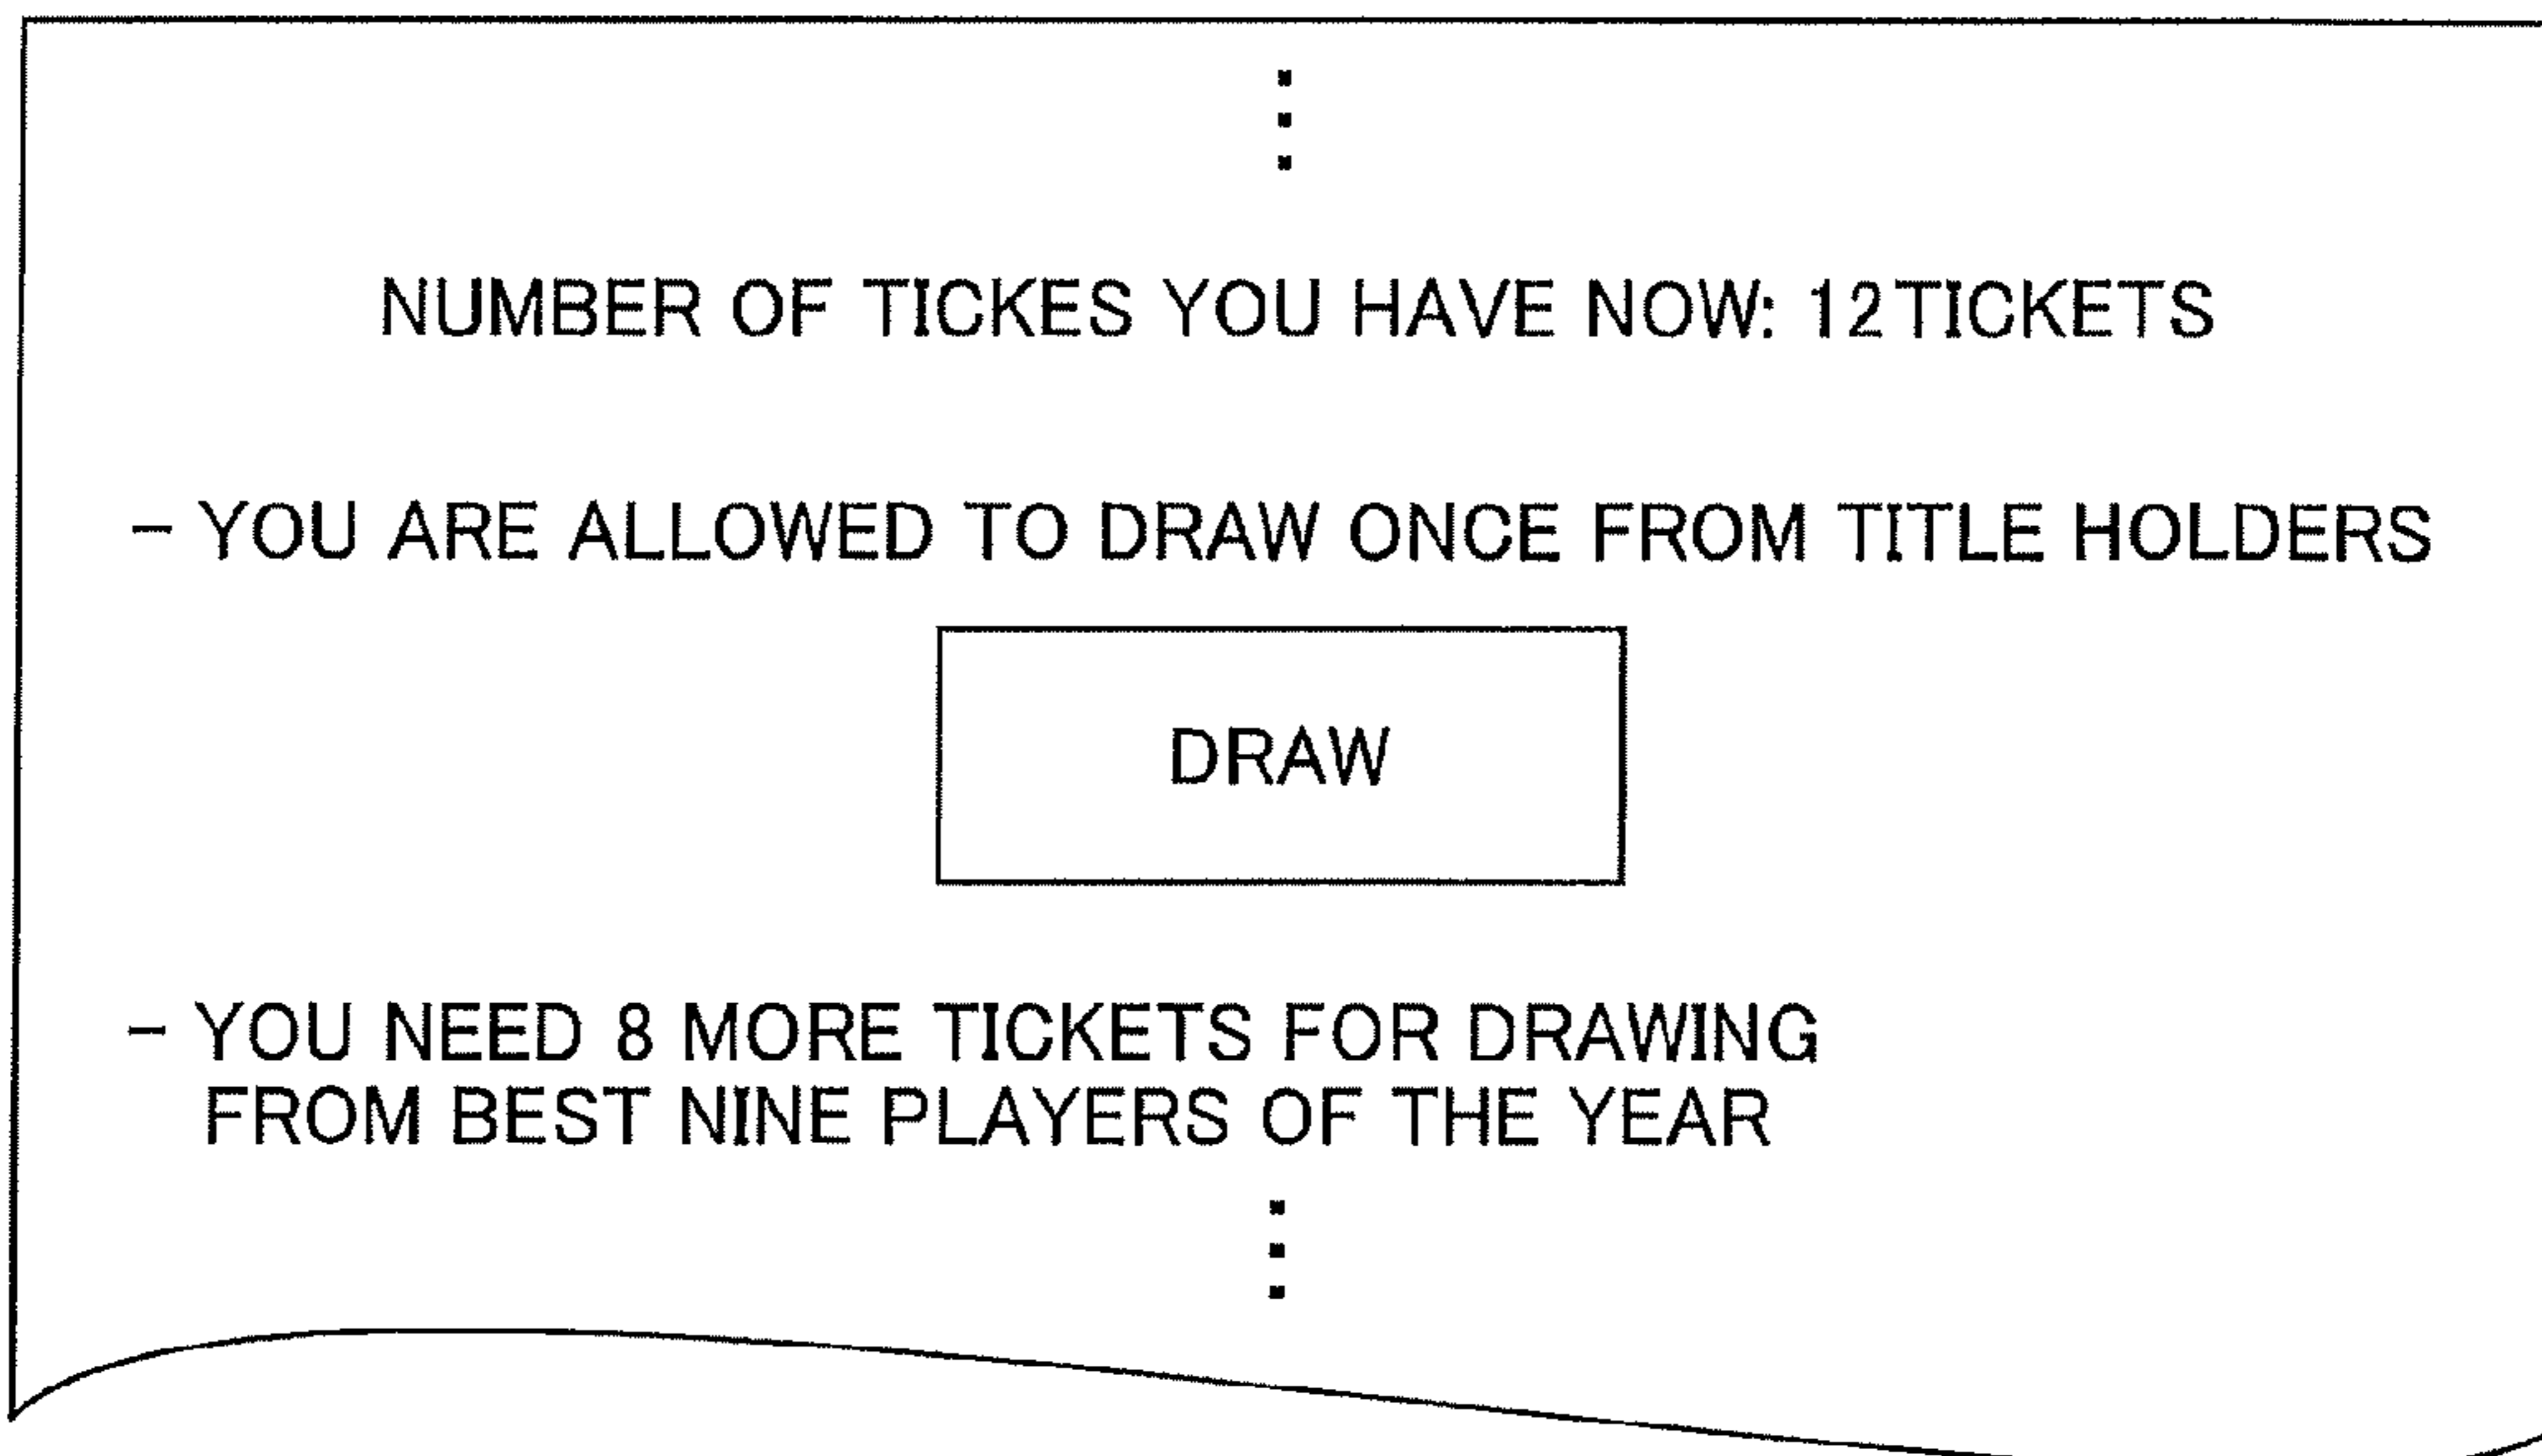 NUMBER OF TICKES YOU HAVE NOW: 12TICKETS
- YOU ARE ALLOWED TO DRAW ONCE FROM TITLE HOLDERS
DRAW
- YOU NEED 8 MORE TICKETS FOR DRAWING
FROM BEST NINE PLAYERS OF THE YEAR